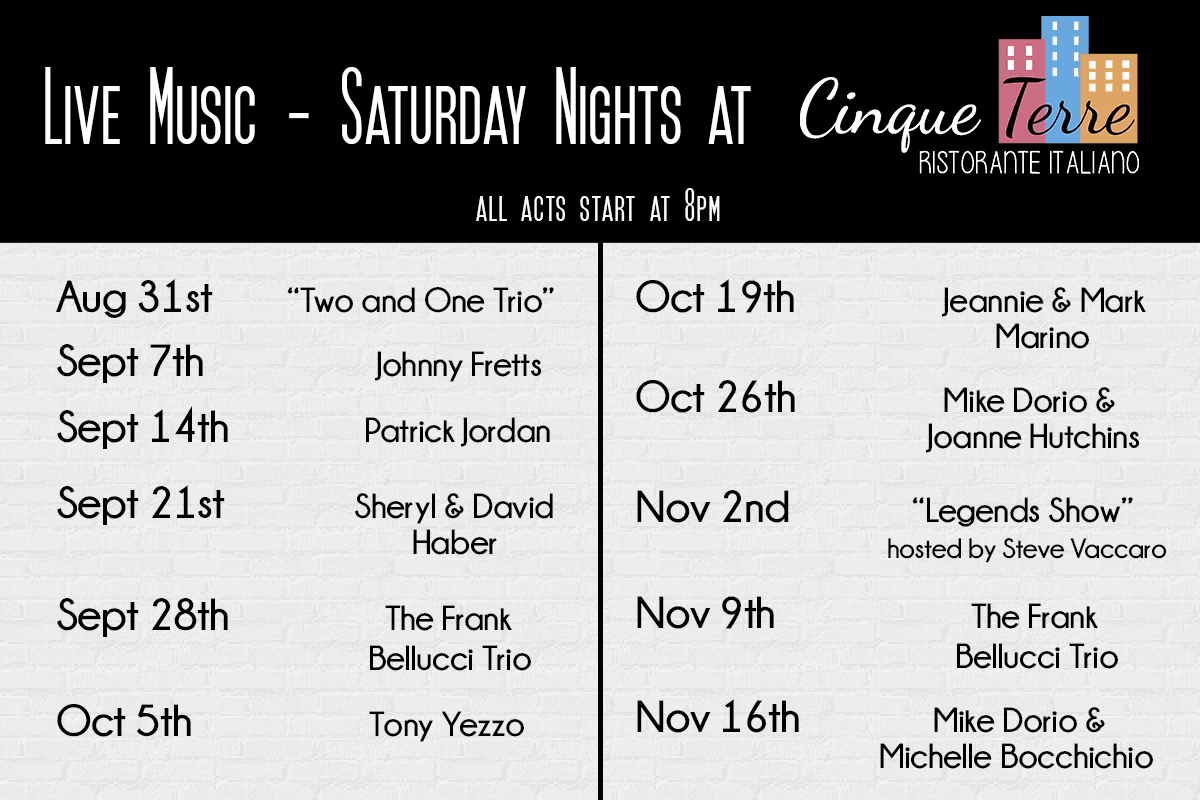 Live Music - Saturday Nights at Cinque Terre
RISTORANTE ITALIANO
ALL ACTS START AT 8PM
Aug 31st “Two and One Trio”
Sept 7th Johnny Fretts
Sept 14th Patrick Jordan
Sept 21st Sheryl & David
Haber
Sept 28th The Frank
Bellucci Trio
Oct 5th Tony Yezzo
Oct 19th Jeannie & Mark
Marino
Oct 26th Mike Dorio &
Joanne Hutchins
Nov 2nd “Legends Show”
hosted by Steve Vaccaro
Nov 9th The Frank
Bellucci Trio
Nov 16th Mike Dorio &
Michelle Bocchichio